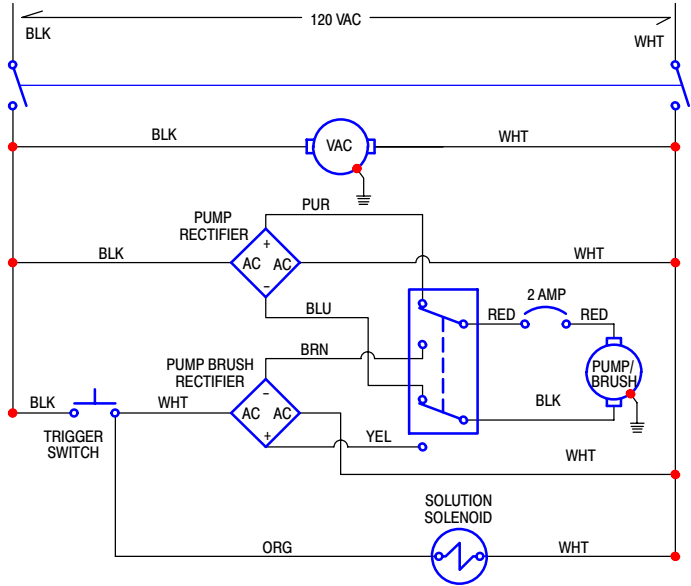 120 VAC
BLK
WHT
BLK
VAC
WHT
PUR
PUMP
RECTIFIER
+
BLK
AC AC
WHT
−
2 AMP
BLU
RED
RED
BRN
PUMP BRUSH
RECTIFIER
PUMP/
BRUSH
−
BLK
WHT
AC AC
BLK
+
TRIGGER
SWITCH
YEL
WHT
SOLUTION
SOLENOID
ORG
WHT